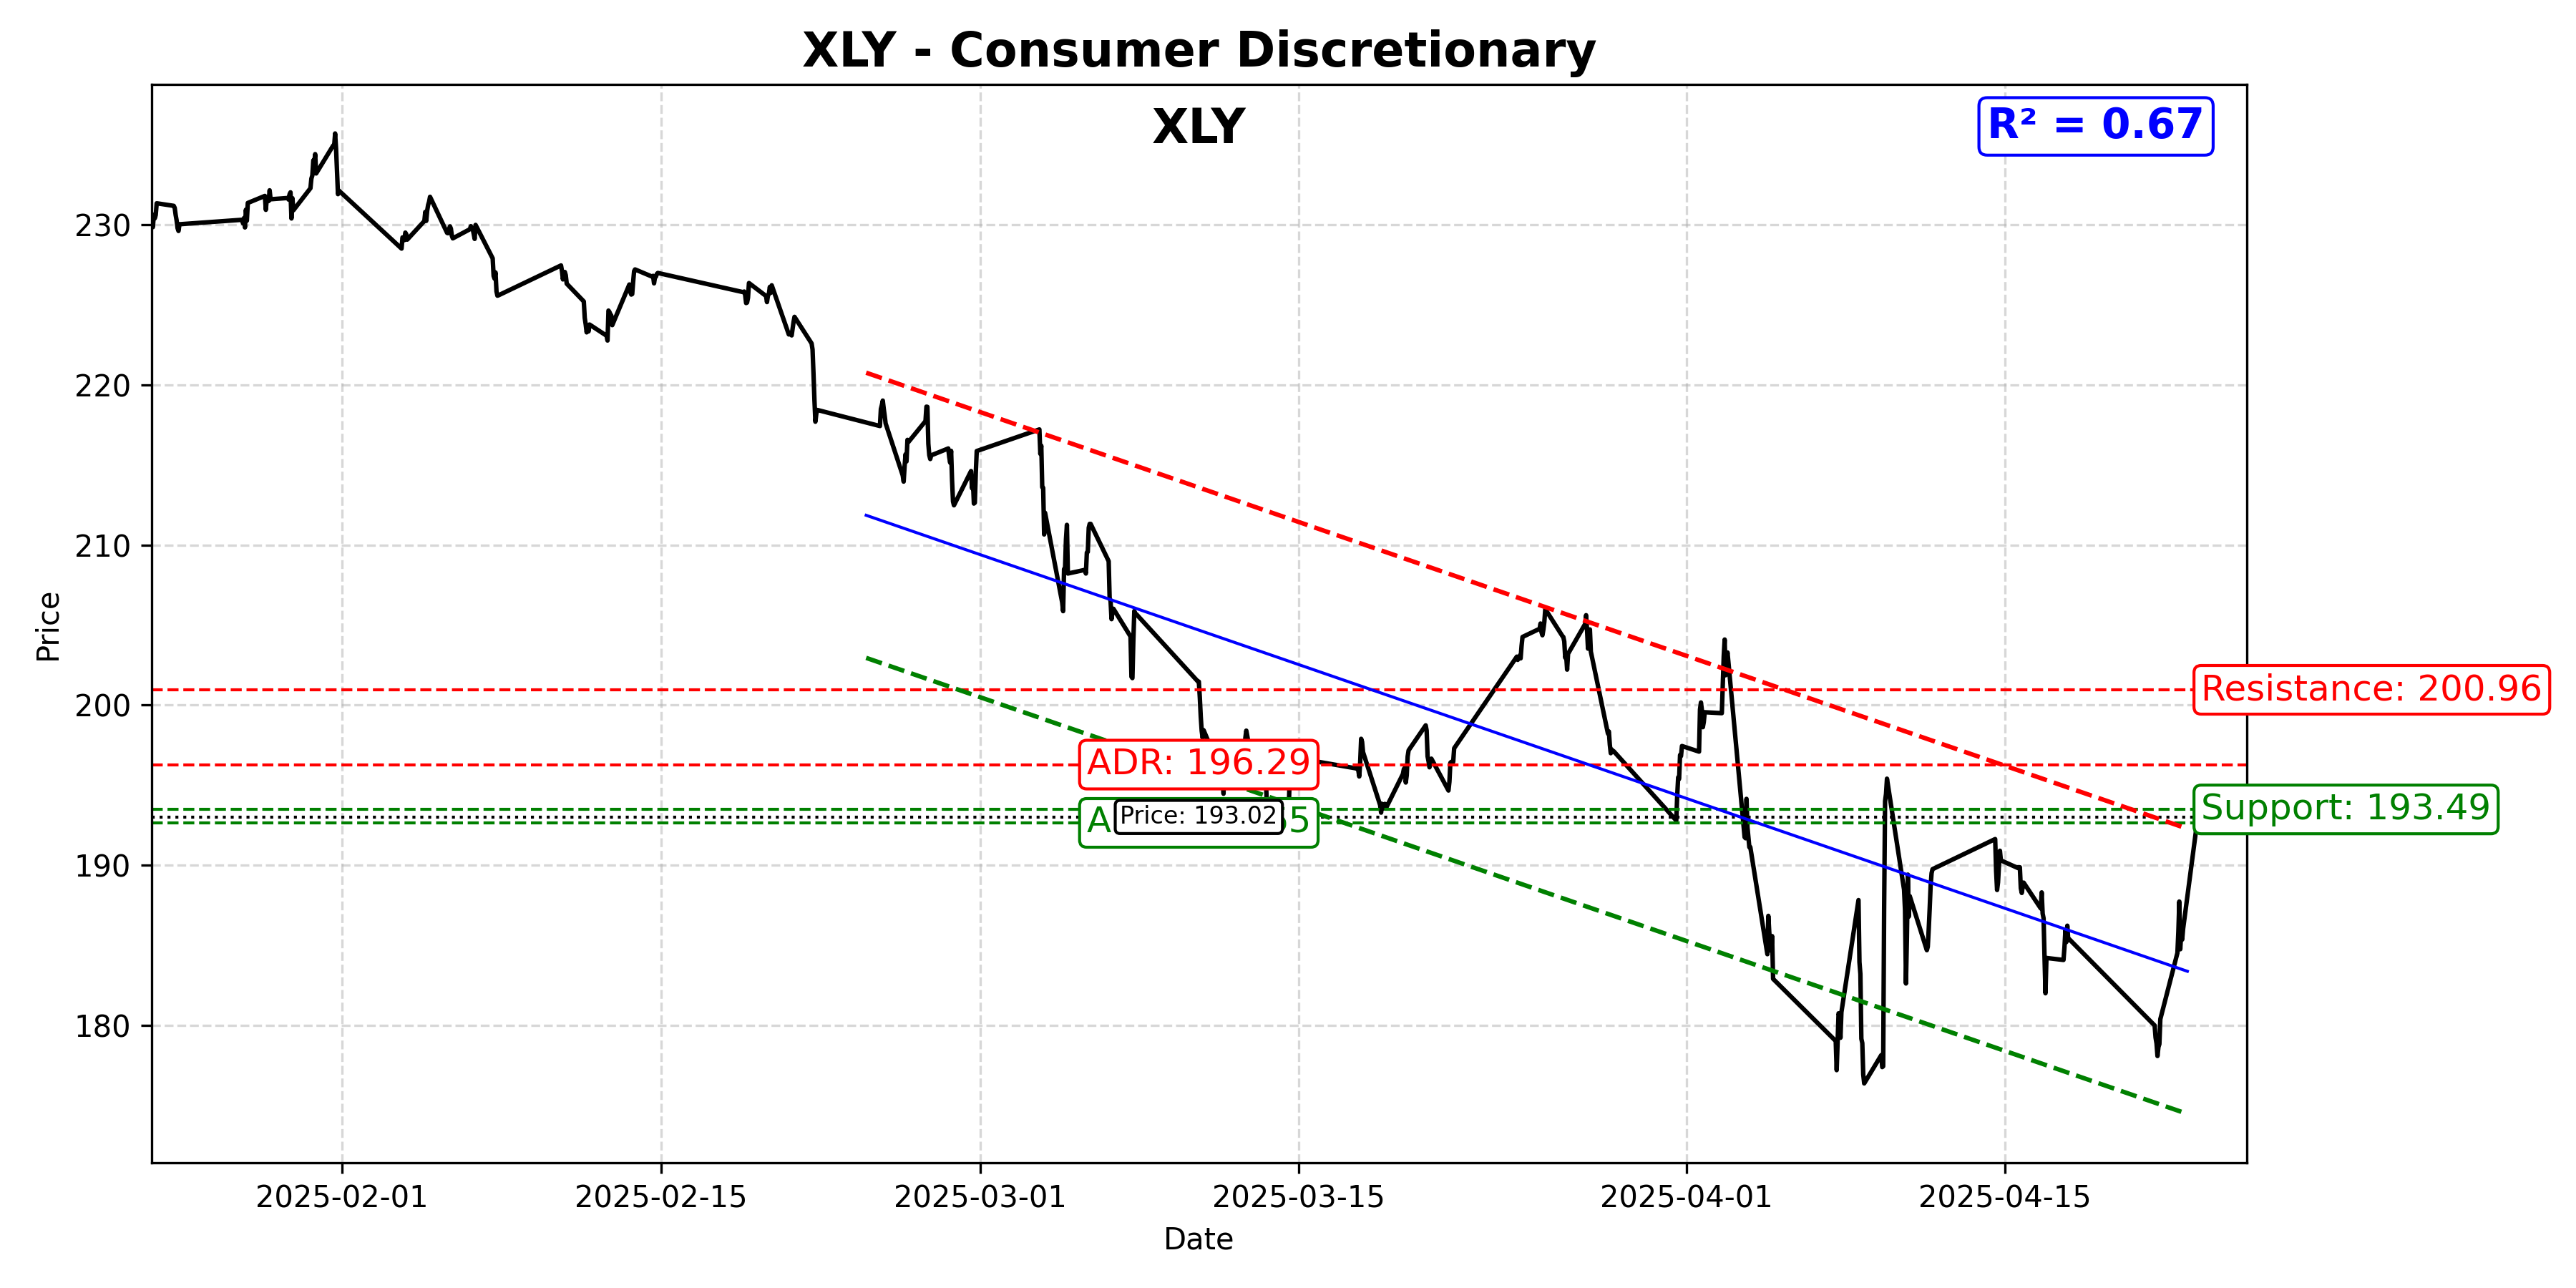 XLY - Consumer Discretionary
XLY
R² = 0.67
230
220
210
200
190
180
Price
Resistance: 200.96
ADR: 196.29
Support: 193.49
Price: 193.02
2025-02-01
2025-02-15
2025-03-01
2025-03-15
2025-04-01
2025-04-15
Date